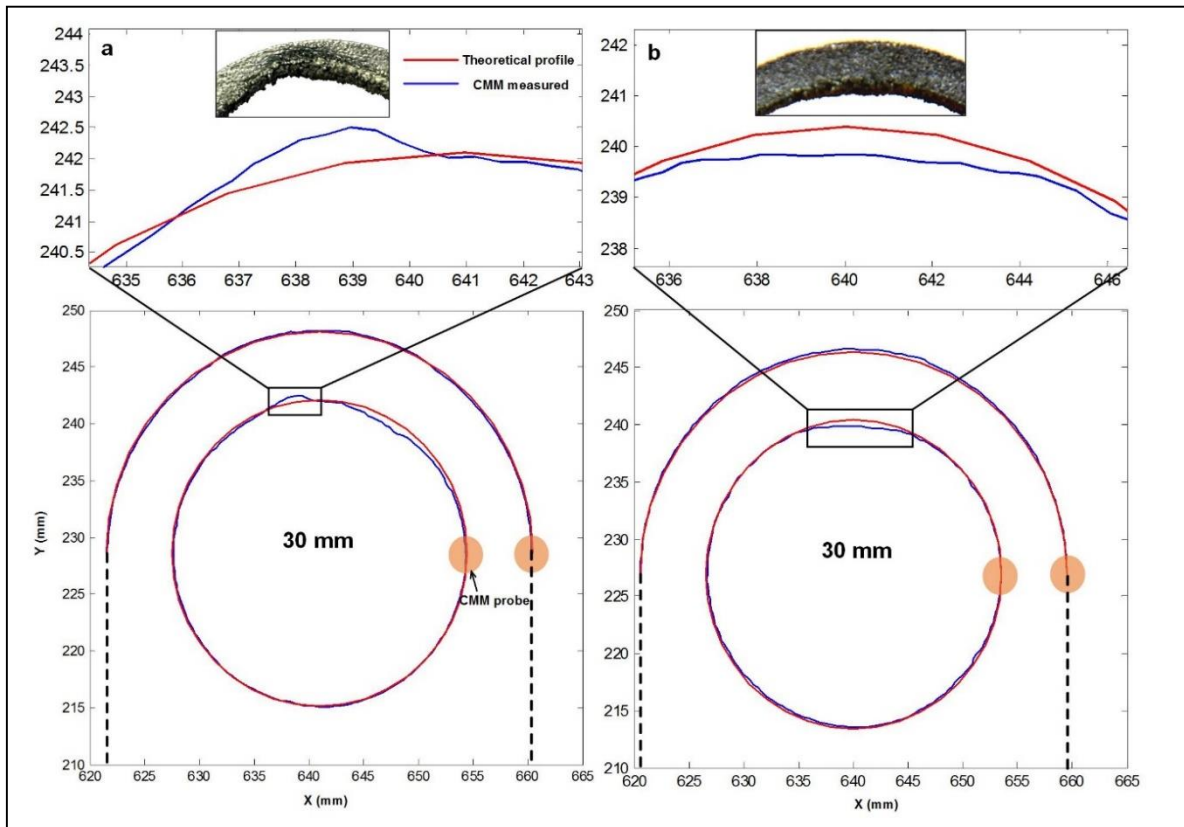 a
Theoretical profile
CMM measured
244
243.5
243
242.5
242
241.5
241
240.5
635 636 637 638 639 640 641 642 643
b
242
241
240
239
238
636 638 640 642 644 646
250
245
240
235
230
225
220
215
210
Y (mm)
30 mm
CMM probe
620 625 630 635 640 645 650 655 660 665
X (mm)
250
245
240
235
230
225
220
215
210
30 mm
620 625 630 635 640 645 650 655 660 665
X (mm)